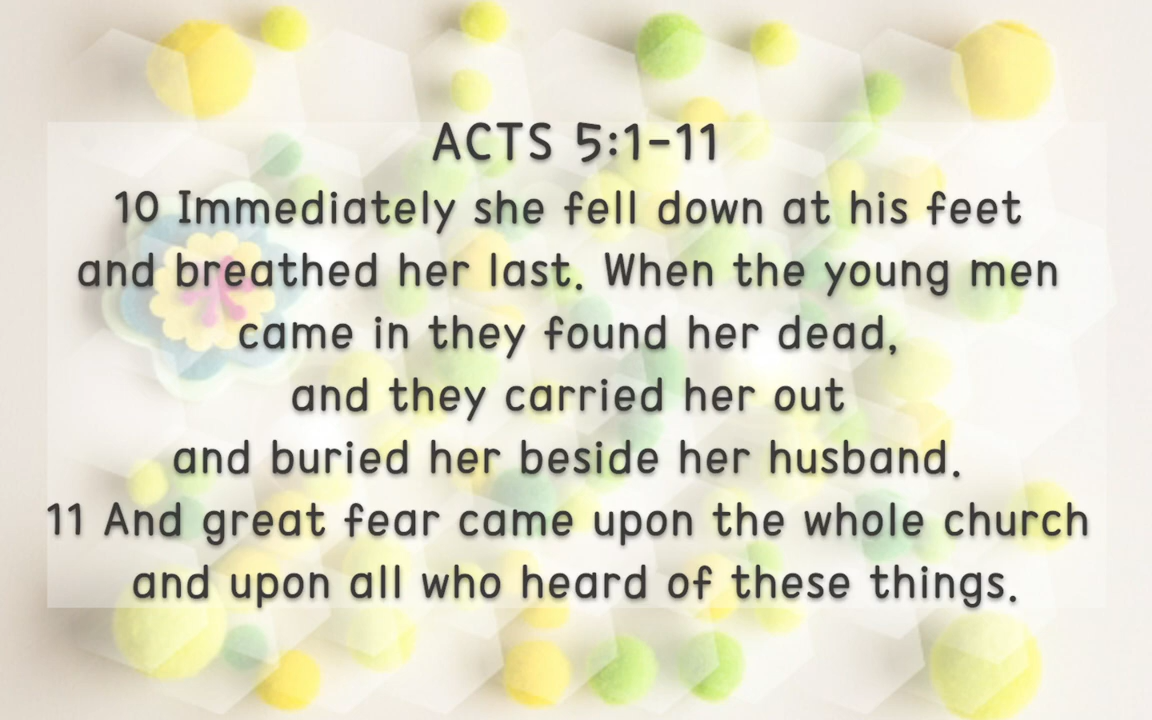 ACTS 5:1-11
10 Immediately she fell down at his feet
and breathed her last. When the young men
came in they found her dead,
and they carried her out
and buried her beside her husband.
11 And great fear came upon the whole church
and upon all who heard of these things.